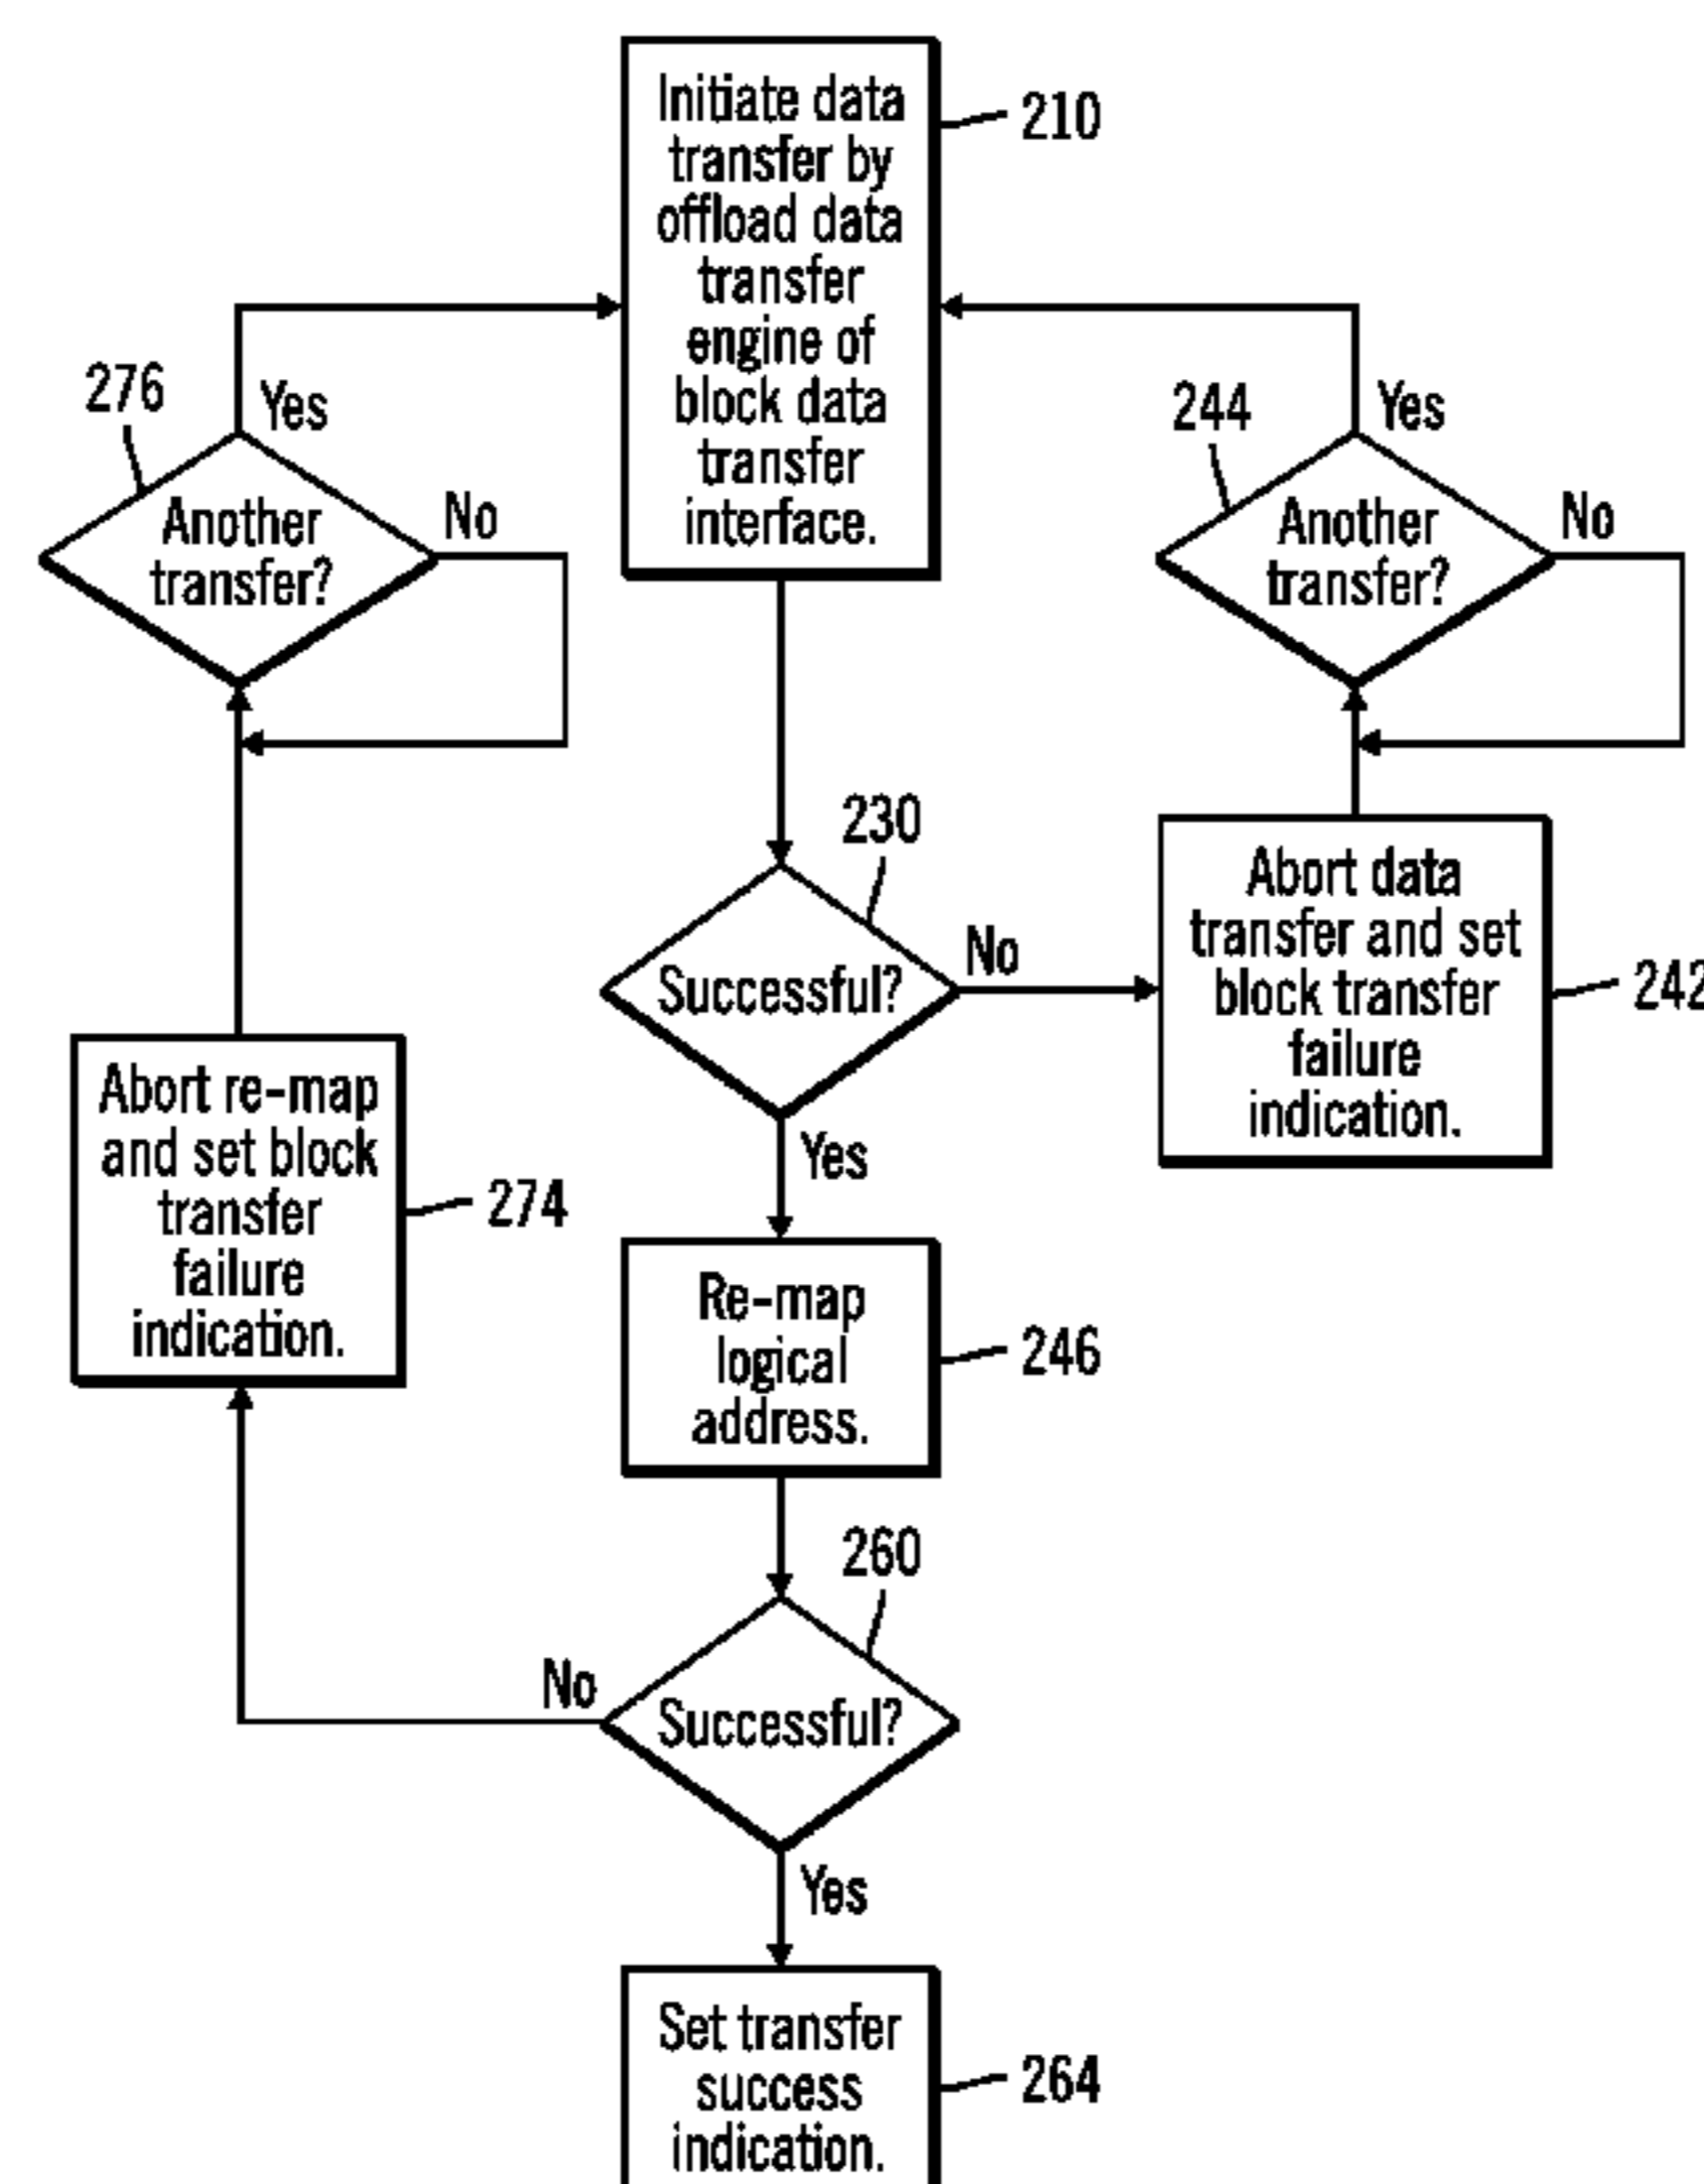 Initiate data
transfer by
offload data
transfer
engine of
block data
transfer
interface.
210
276
Yes
Another
transfer?
No
244
Yes
Another
transfer?
No
230
Successful?
No
Yes
Abort data
transfer and set
block transfer
failure
indication.
242
Abort re-map
and set block
transfer
failure
indication.
274
Re-map
logical
address.
246
260
No
Successful?
Yes
Set transfer
success
indication.
264